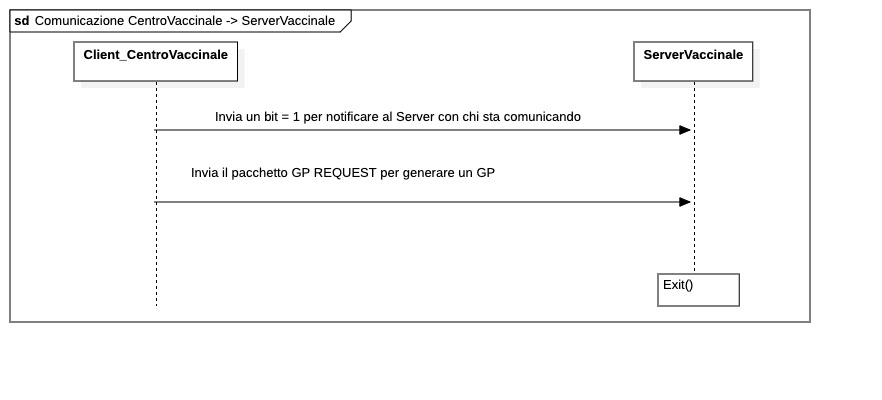 sd Comunicazione CentroVaccinale -> ServerVaccinale
Client_CentroVaccinale
ServerVaccinale
Invia un bit = 1 per notificare al Server con chi sta comunicando
Invia il pacchetto GP REQUEST per generare un GP
Exit()